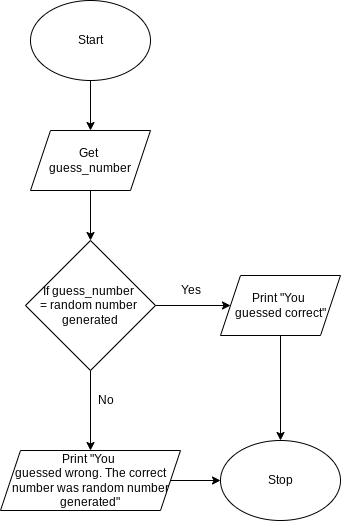 Start
Get
guess_number
If guess_number
= random number
generated
Yes
Print "You
guessed correct"
No
Print "You
guessed wrong. The correct
number was random number
generated"
Stop